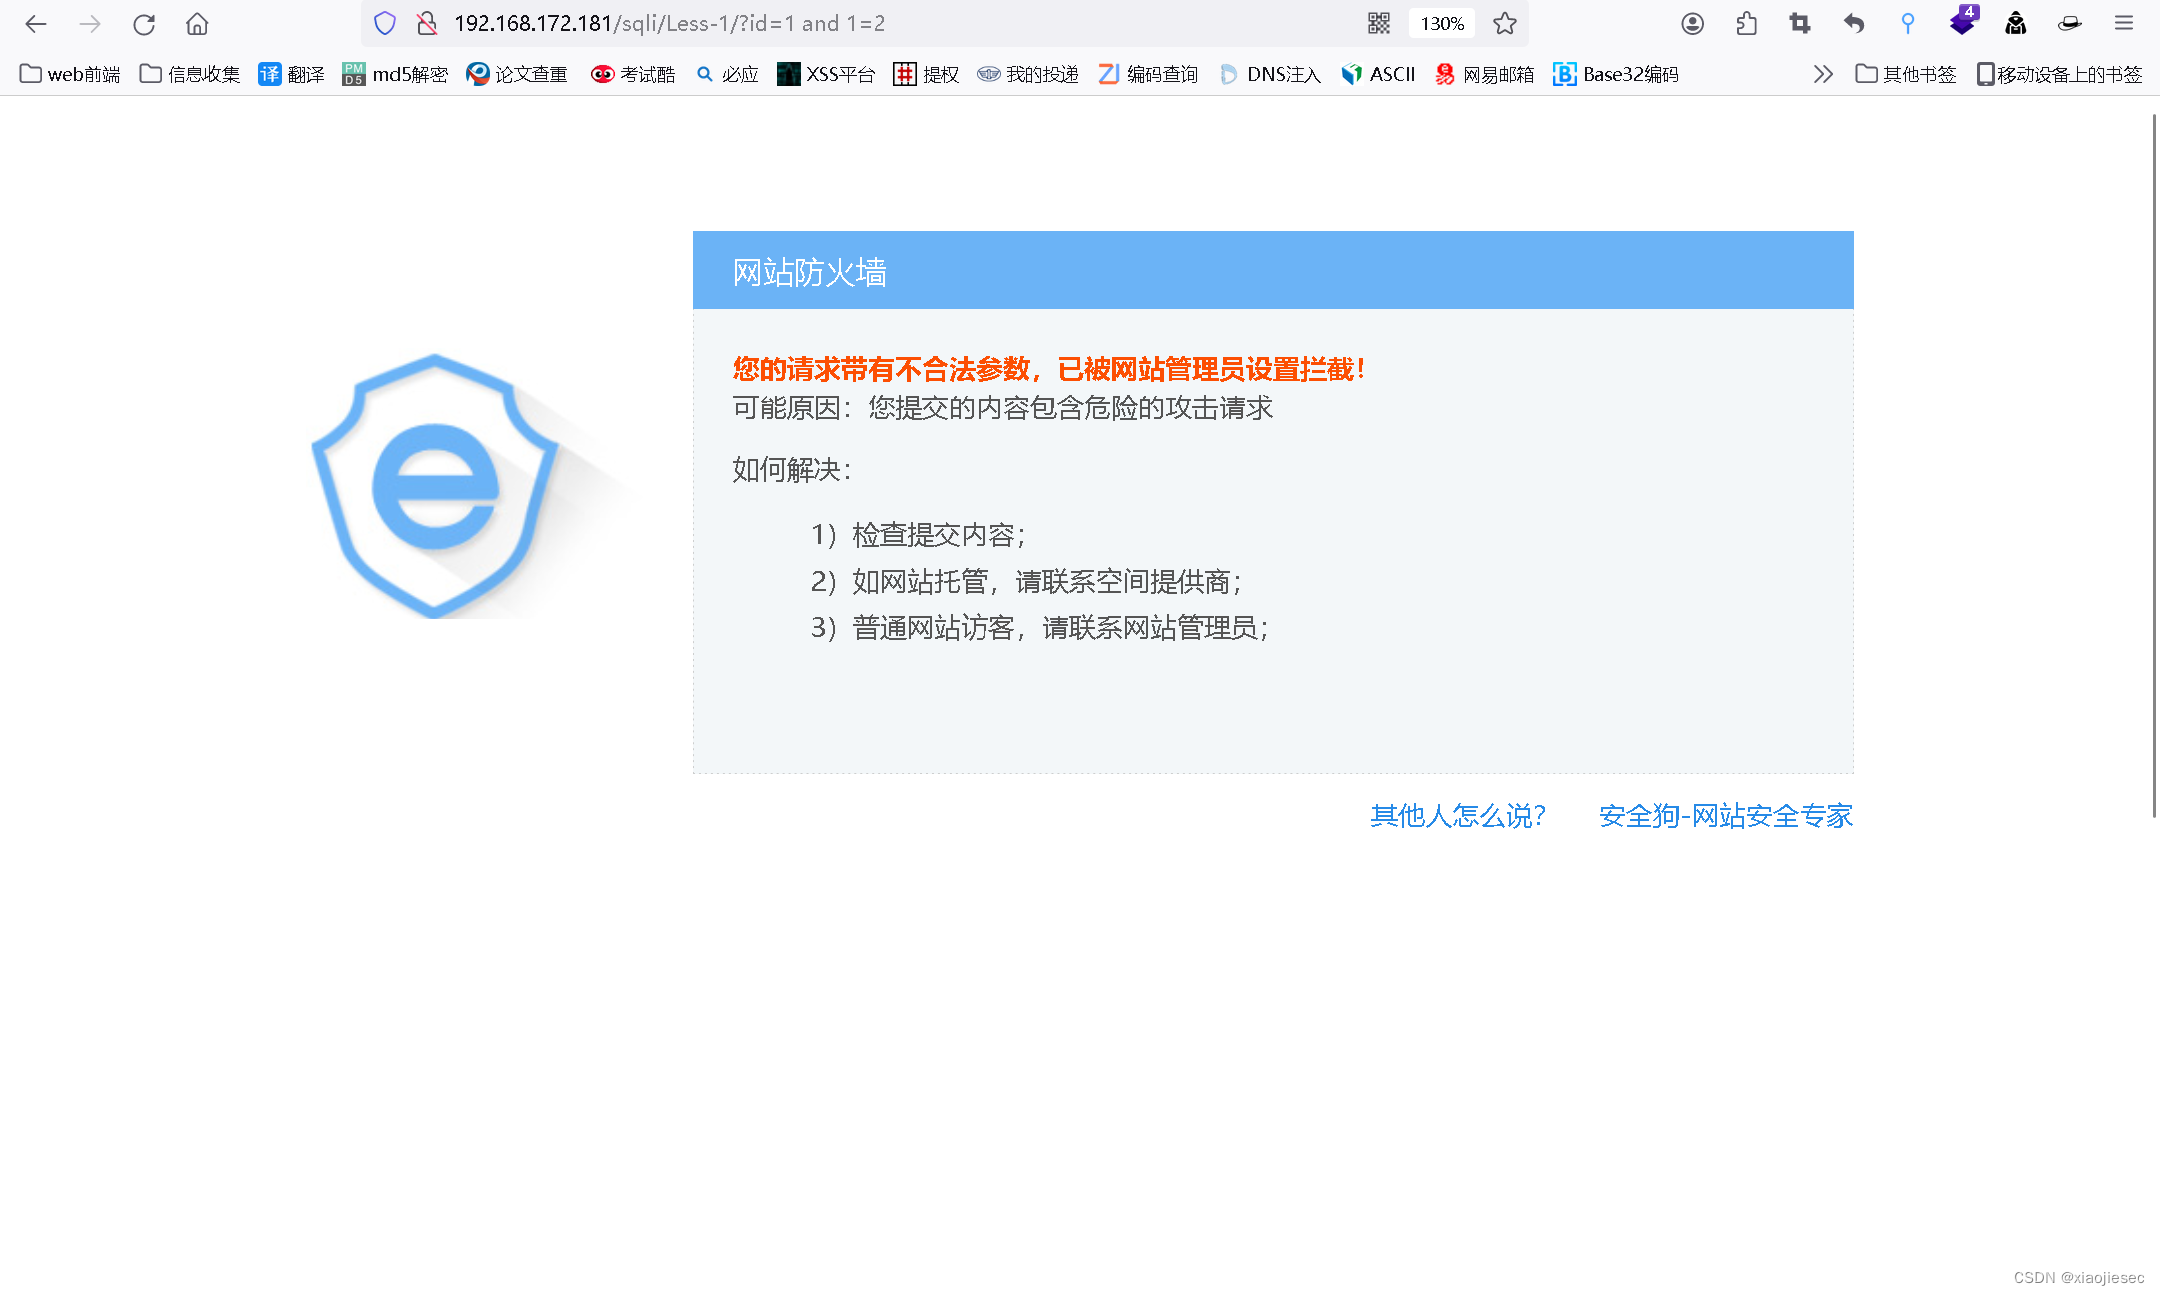 192.168.172.181/sqli/Less-1/?id=1 and 1=2 130% 4
web前端 信息收集 译 翻译 PM D5 md5解密 论文查重 考试酷 必应 XSS平台 提权 我的投递 编码查询 DNS注入 ASCII 网易邮箱 Base32编码 其他书签 移动设备上的书签
网站防火墙
您的请求带有不合法参数，已被网站管理员设置拦截！
可能原因：您提交的内容包含危险的攻击请求
如何解决：
1）检查提交内容；
2）如网站托管，请联系空间提供商；
3）普通网站访客，请联系网站管理员；
其他人怎么说？ 安全狗-网站安全专家
CSDN @xiaojiesec